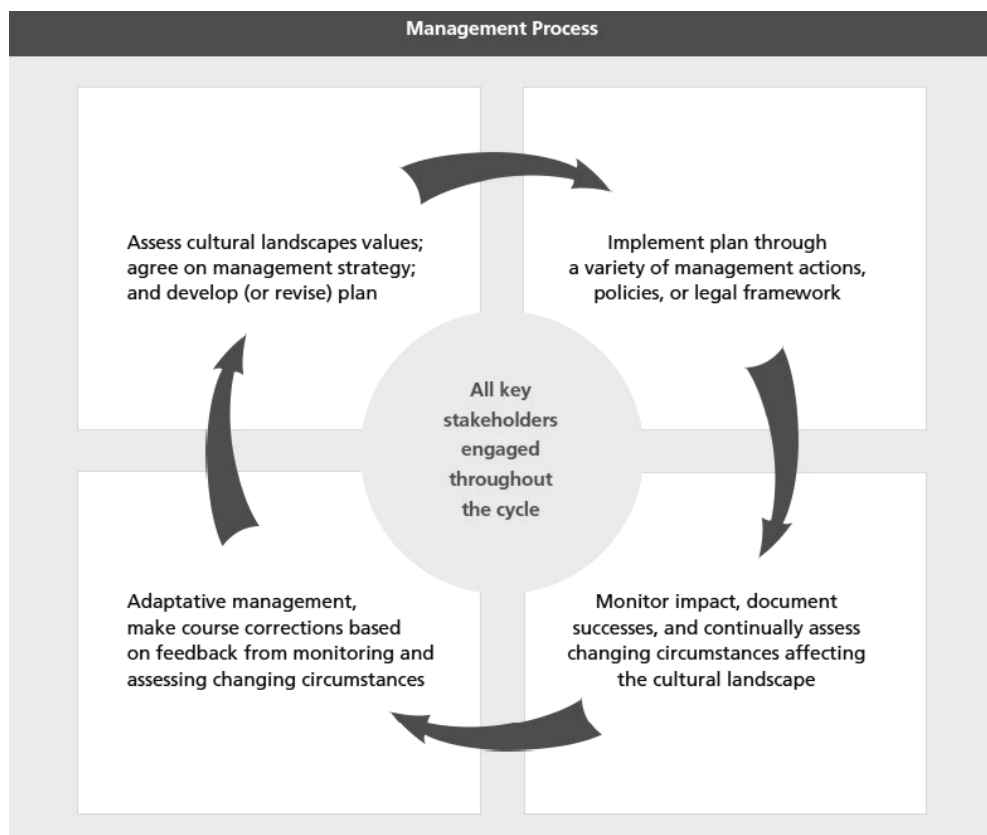 Management Process
Assess cultural landscapes values;
agree on management strategy;
and develop (or revise) plan
Implement plan through
a variety of management actions,
policies, or legal framework
All key
stakeholders
engaged
throughout
the cycle
Adaptative management,
make course corrections based
on feedback from monitoring and
assessing changing circumstances
Monitor impact, document
successes, and continually assess
changing circumstances affecting
the cultural landscape